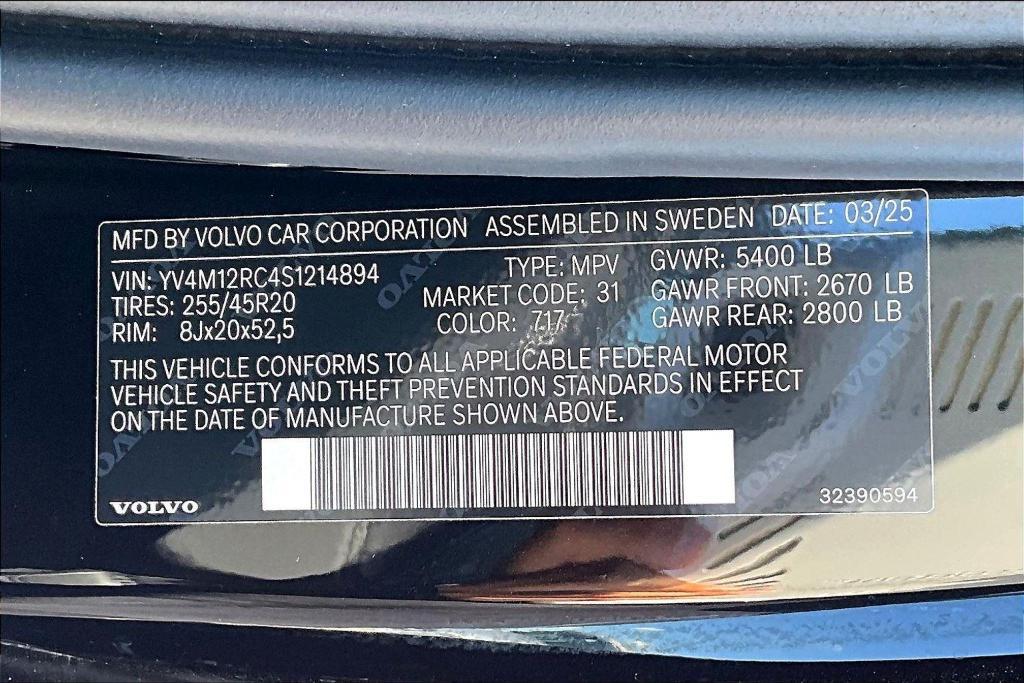 MFD BY VOLVO CAR CORPORATION ASSEMBLED IN SWEDEN DATE: 03/25
VIN: YV4M12RC4S1214894 TYPE: MPV GVWR: 5400 LB
TIRES: 255/45R20 MARKET CODE: 31 GAWR FRONT: 2670 LB
RIM: 8Jx20x52,5 COLOR: 717 GAWR REAR: 2800 LB
THIS VEHICLE CONFORMS TO ALL APPLICABLE FEDERAL MOTOR
VEHICLE SAFETY AND THEFT PREVENTION STANDARDS IN EFFECT
ON THE DATE OF MANUFACTURE SHOWN ABOVE.
VOLVO 32390594